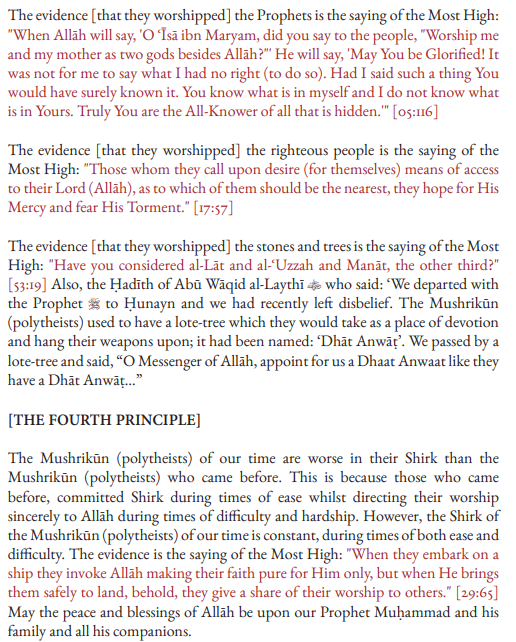 The evidence [that they worshipped] the Prophets is the saying of the Most High:
"When Allāh will say, 'O ʿĪsā ibn Maryam, did you say to the people, "Worship me
and my mother as two gods besides Allāh?"' He will say, 'May You be Glorified! It
was not for me to say what I had no right (to do so). Had I said such a thing You
would have surely known it. You know what is in myself and I do not know what
is in Yours. Truly You are the All-Knower of all that is hidden.'" [05:116]

The evidence [that they worshipped] the righteous people is the saying of the
Most High: "Those whom they call upon desire (for themselves) means of access
to their Lord (Allāh), as to which of them should be the nearest, they hope for His
Mercy and fear His Torment." [17:57]

The evidence [that they worshipped] the stones and trees is the saying of the Most
High: "Have you considered al-Lāt and al-ʿUzzah and Manāt, the other third?"
[53:19] Also, the Ḥadīth of Abū Wāqid al-Laythī who said: ‘We departed with
the Prophet ﷺ to Ḥunayn and we had recently left disbelief. The Mushrikūn
(polytheists) used to have a lote-tree which they would take as a place of devotion
and hang their weapons upon; it had been named: ‘Dhāt Anwāṭ’. We passed by a
lote-tree and said, “O Messenger of Allāh, appoint for us a Dhaat Anwaat like they
have a Dhāt Anwāṭ...”

[THE FOURTH PRINCIPLE]

The Mushrikūn (polytheists) of our time are worse in their Shirk than the
Mushrikūn (polytheists) who came before. This is because those who came
before, committed Shirk during times of ease whilst directing their worship
sincerely to Allāh during times of difficulty and hardship. However, the Shirk of
the Mushrikūn (polytheists) of our time is constant, during times of both ease and
difficulty. The evidence is the saying of the Most High: "When they embark on a
ship they invoke Allāh making their faith pure for Him only, but when He brings
them safely to land, behold, they give a share of their worship to others." [29:65]
May the peace and blessings of Allāh be upon our Prophet Muḥammad and his
family and all his companions.